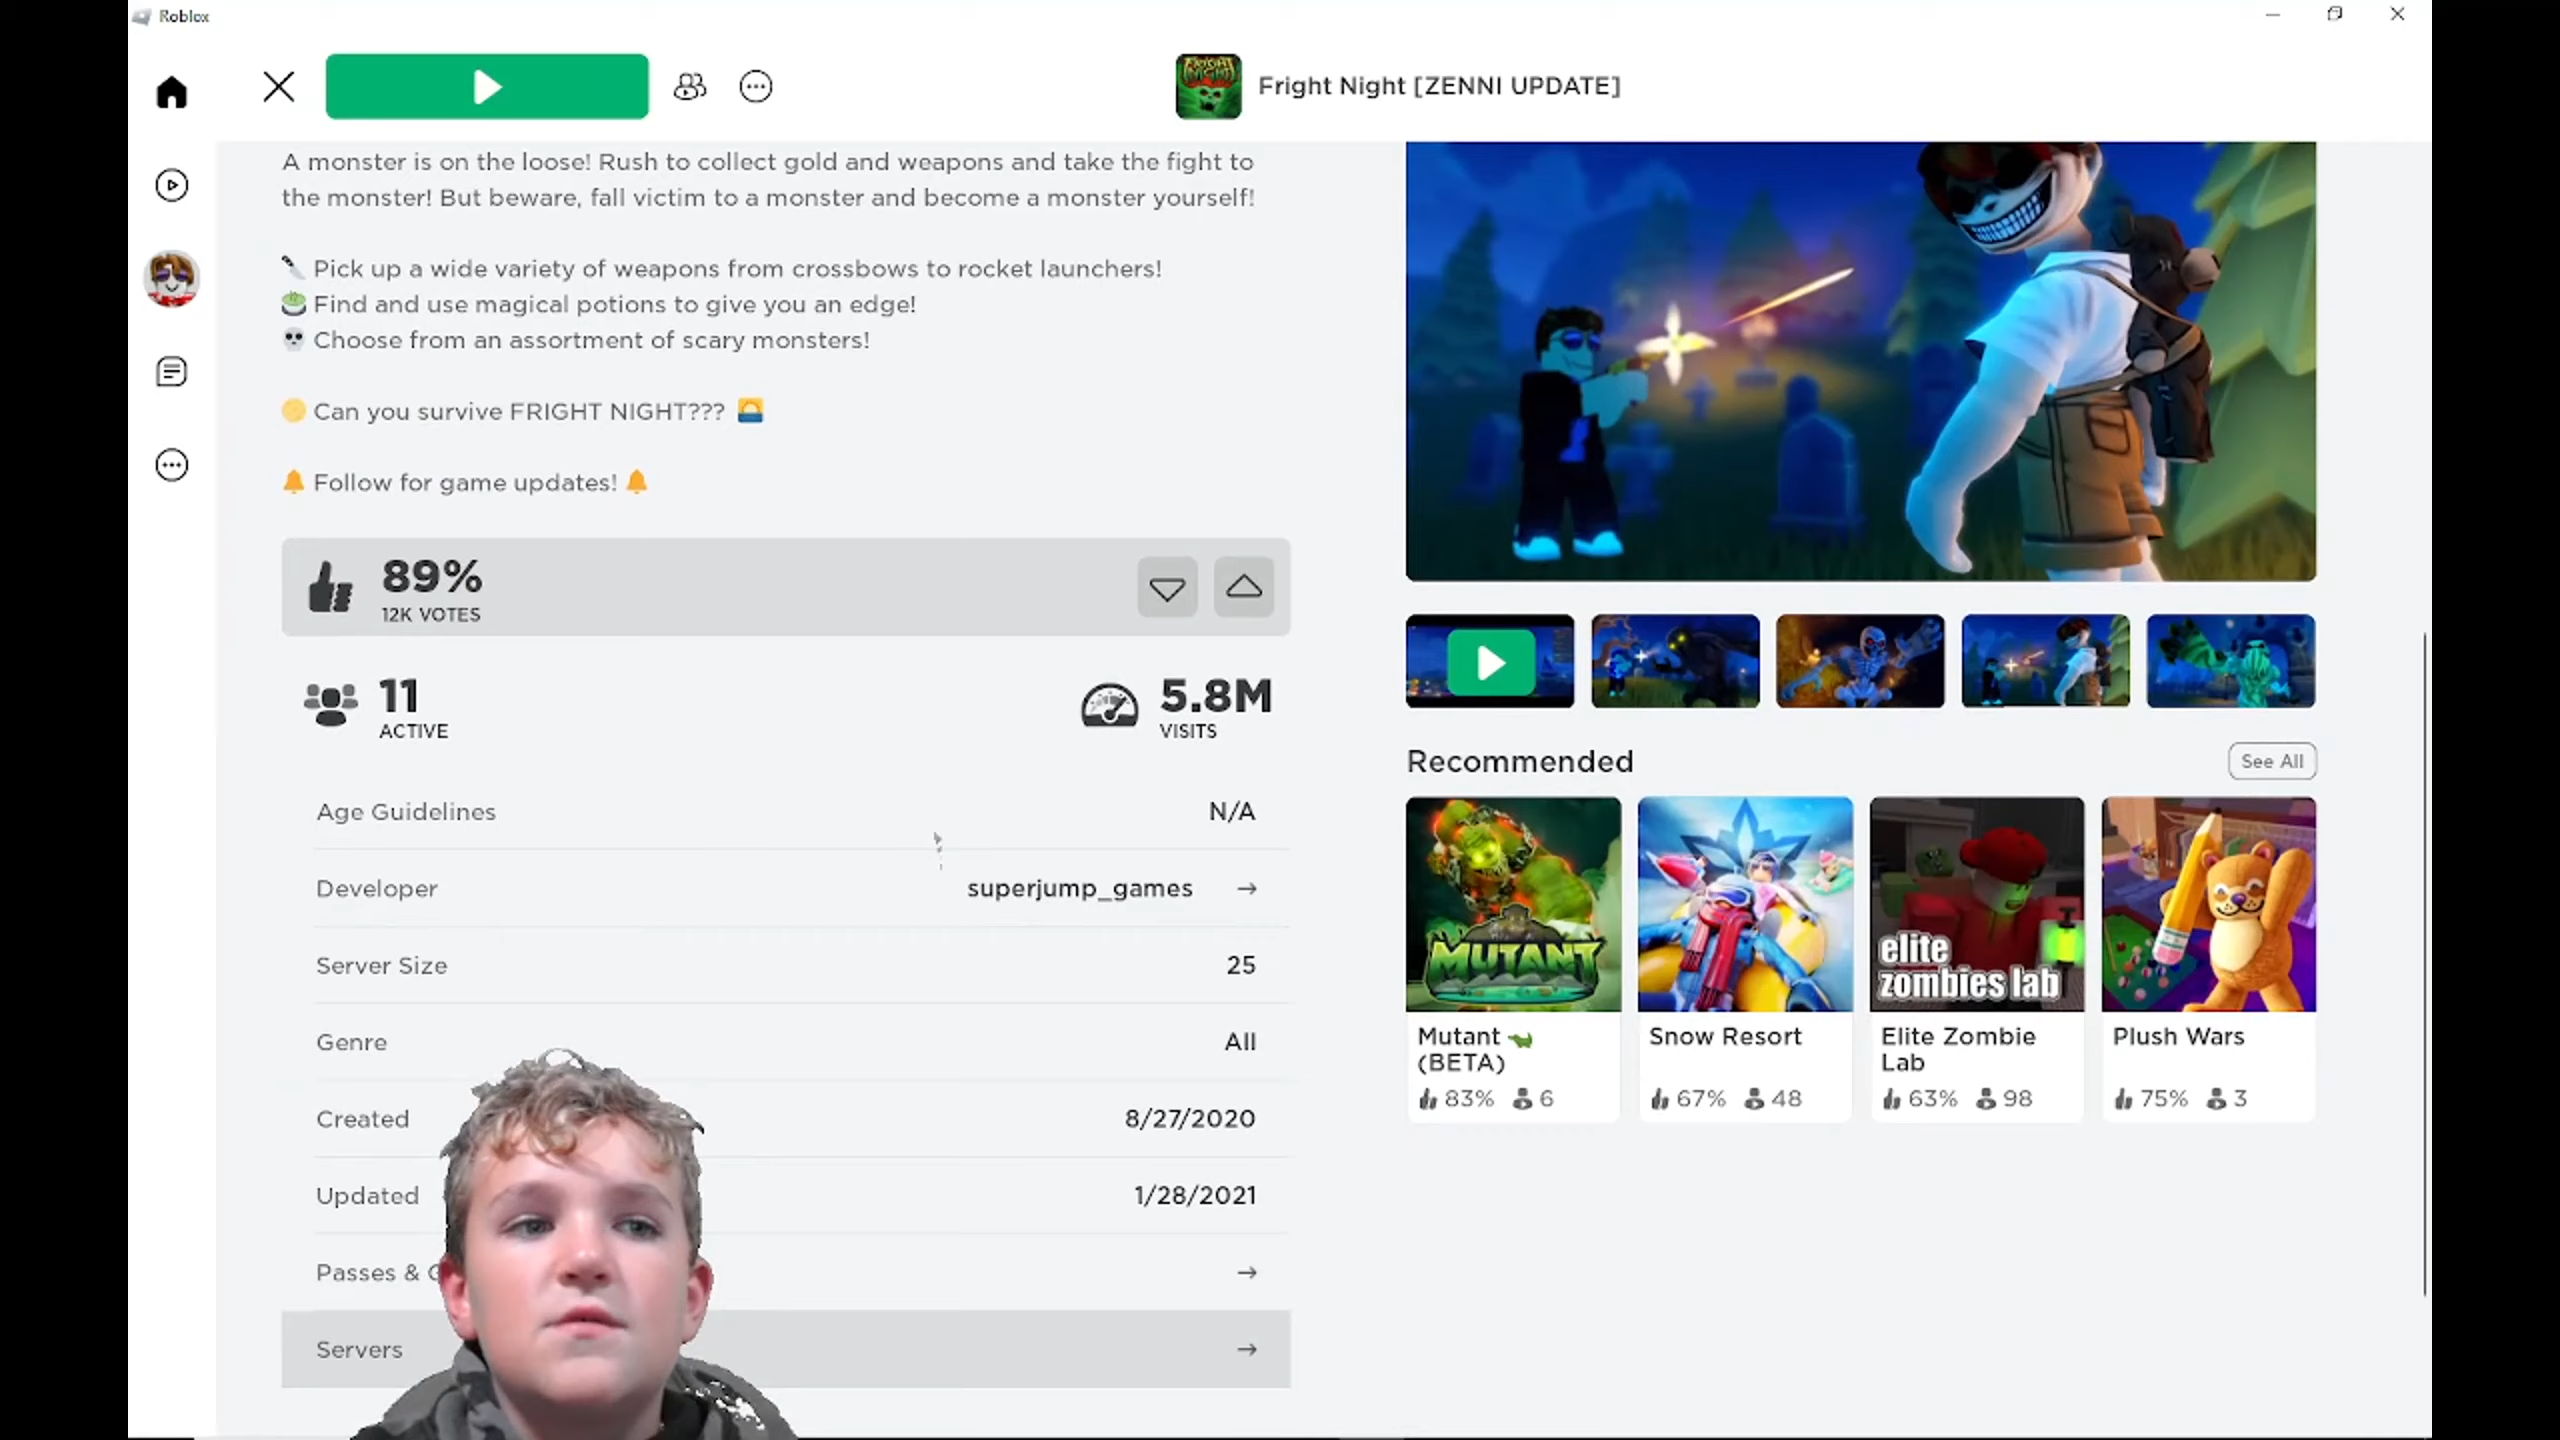 Roblox
Fright Night [ZENNI UPDATE]
A monster is on the loose! Rush to collect gold and weapons and take the fight to
the monster! But beware, fall victim to a monster and become a monster yourself!
Pick up a wide variety of weapons from crossbows to rocket launchers!
Find and use magical potions to give you an edge!
Choose from an assortment of scary monsters!
Can you survive FRIGHT NIGHT???
Follow for game updates!
89%
12K VOTES
11
ACTIVE
5.8M
VISITS
Age Guidelines N/A
Developer superjump_games
Server Size 25
Genre All
Created 8/27/2020
Updated 1/28/2021
Passes &
Servers
Recommended
See All
MUTANT
elite
zombies lab
Mutant
(BETA)
83% 6
Snow Resort
67% 48
Elite Zombie
Lab
63% 98
Plush Wars
75% 3